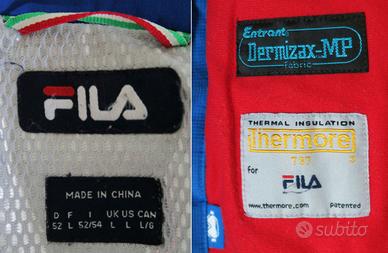 FILA
MADE IN CHINA
D F I UK US CAN
52 L 52/54 L L L/G
Entrant
Dermizax-MP
fabric
THERMAL INSULATION
Thermore
for
FILA
www.thermore.com patented
subito